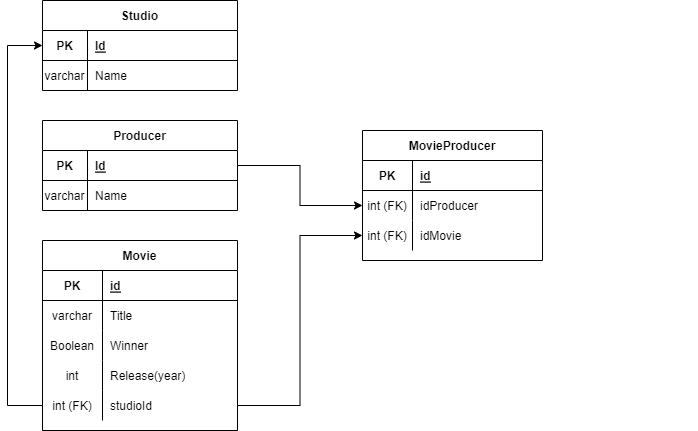 Studio
PK Id
varchar Name
Producer
PK Id
varchar Name
MovieProducer
PK id
int (FK) idProducer
int (FK) idMovie
Movie
PK id
varchar Title
Boolean Winner
int Release(year)
int (FK) studioId